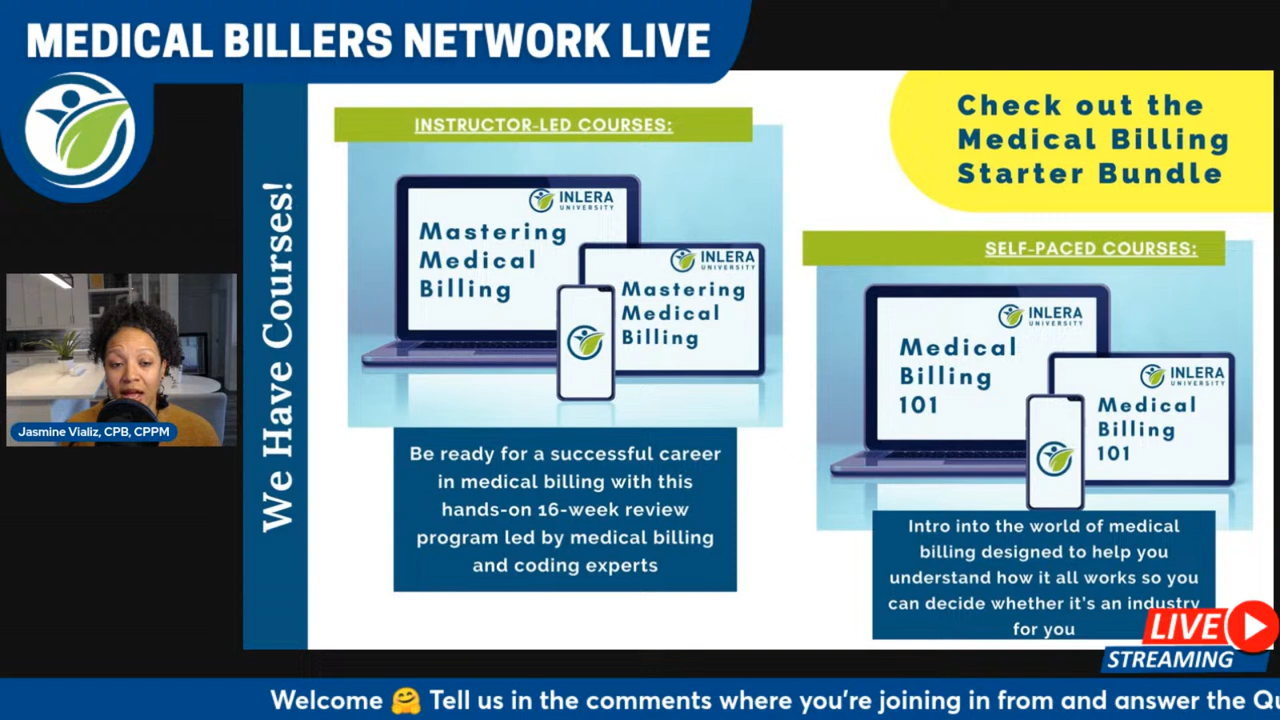 MEDICAL BILLERS NETWORK LIVE
We Have Courses!
INSTRUCTOR-LED COURSES:
INLERA
UNIVERSITY
Mastering
Medical
Billing
INLERA
UNIVERSITY
Mastering
Medical
Billing
Be ready for a successful career
in medical billing with this
hands-on 16-week review
program led by medical billing
and coding experts
Check out the
Medical Billing
Starter Bundle
SELF-PACED COURSES:
INLERA
UNIVERSITY
Medical
Billing
101
INLERA
UNIVERSITY
Medical
Billing
101
Intro into the world of medical
billing designed to help you
understand how it all works so you
can decide whether it's an industry
for you
Jasmine Vializ, CPB, CPPM
LIVE
STREAMING
Welcome 🤗 Tell us in the comments where you're joining in from and answer the